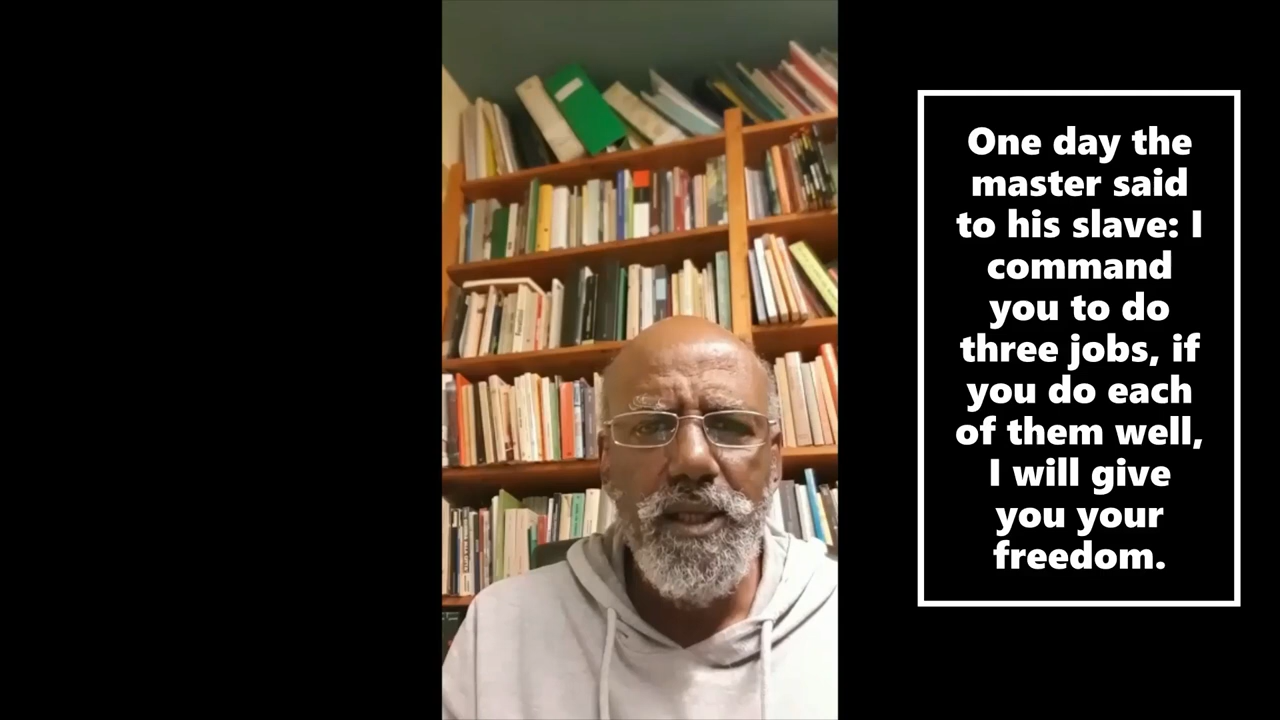 One day the
master said
to his slave: I
command
you to do
three jobs, if
you do each
of them well,
I will give
you your
freedom.